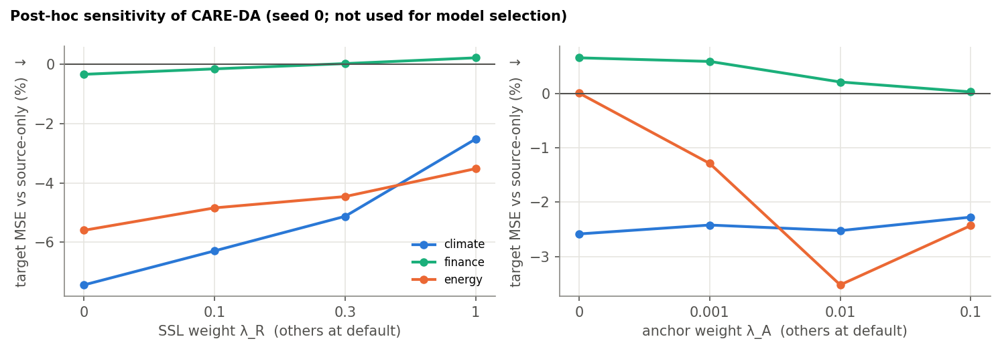 Post-hoc sensitivity of CARE-DA (seed 0; not used for model selection)
target MSE vs source-only (%) →
0
−2
−4
−6
0
0.1
0.3
1
SSL weight λ_R (others at default)
climate
finance
energy
target MSE vs source-only (%) →
0
−1
−2
−3
0
0.001
0.01
0.1
anchor weight λ_A (others at default)